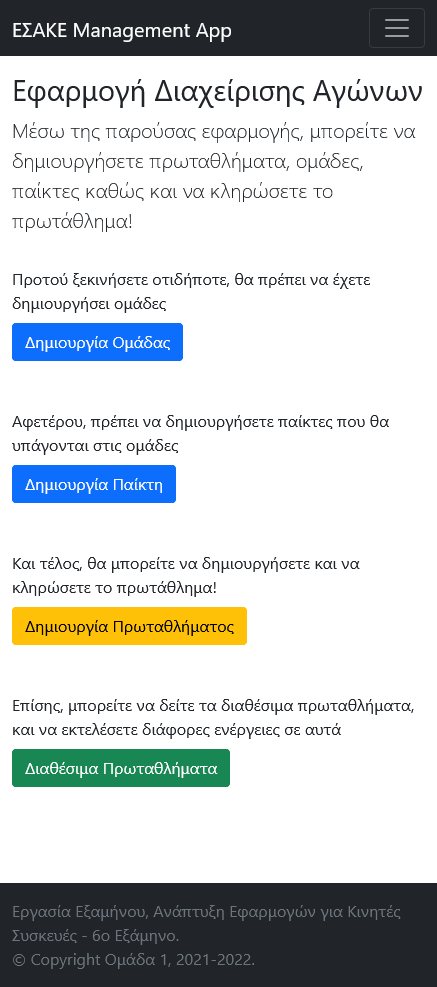 ΕΣΑΚΕ Management App
Εφαρμογή Διαχείρισης Αγώνων
Μέσω της παρούσας εφαρμογής, μπορείτε να
δημιουργήσετε πρωταθλήματα, ομάδες,
παίκτες καθώς και να κληρώσετε το
πρωτάθλημα!
Προτού ξεκινήσετε οτιδήποτε, θα πρέπει να έχετε
δημιουργήσει ομάδες
Δημιουργία Ομάδας
Αφετέρου, πρέπει να δημιουργήσετε παίκτες που θα
υπάγονται στις ομάδες
Δημιουργία Παίκτη
Και τέλος, θα μπορείτε να δημιουργήσετε και να
κληρώσετε το πρωτάθλημα!
Δημιουργία Πρωταθλήματος
Επίσης, μπορείτε να δείτε τα διαθέσιμα πρωταθλήματα,
και να εκτελέσετε διάφορες ενέργειες σε αυτά
Διαθέσιμα Πρωταθλήματα
Εργασία Εξαμήνου, Ανάπτυξη Εφαρμογών για Κινητές
Συσκευές - 6ο Εξάμηνο.
© Copyright Ομάδα 1, 2021-2022.